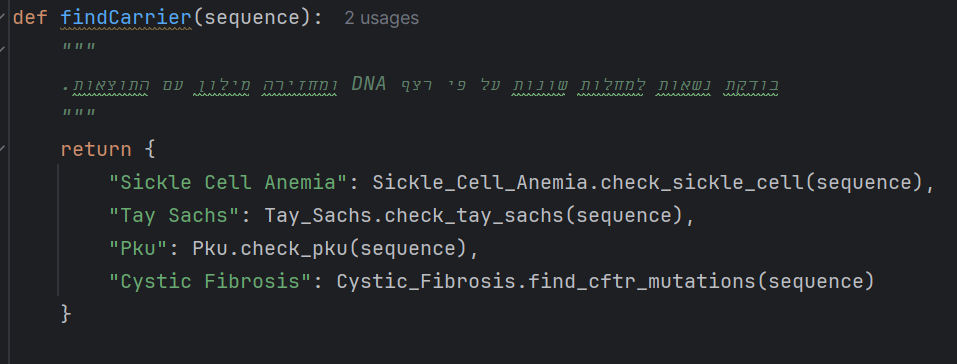 def findCarrier(sequence): 2 usages
"""
בודקת נשאות למחלות שונות על פי רצף DNA ומחזירה מילון עם התוצאות.
"""
return {
"Sickle Cell Anemia": Sickle_Cell_Anemia.check_sickle_cell(sequence),
"Tay Sachs": Tay_Sachs.check_tay_sachs(sequence),
"Pku": Pku.check_pku(sequence),
"Cystic Fibrosis": Cystic_Fibrosis.find_cftr_mutations(sequence)
}